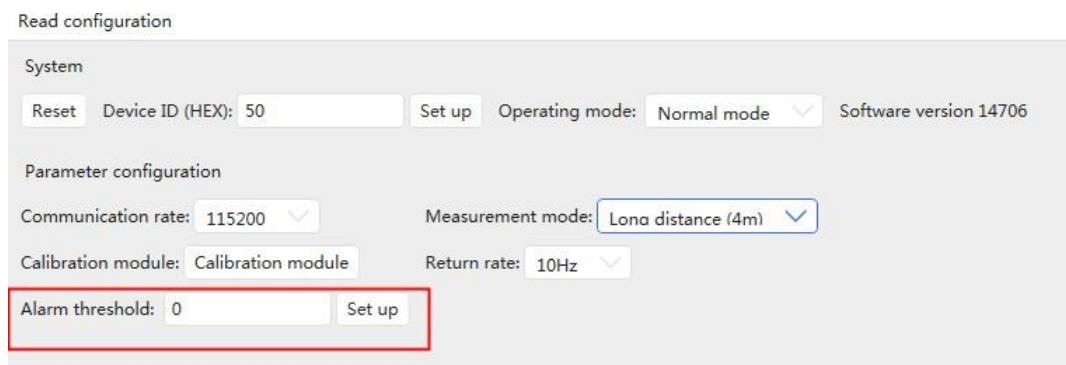 Read configuration
System
Reset Device ID (HEX): 50 Set up Operating mode: Normal mode Software version 14706
Parameter configuration
Communication rate: 115200 Measurement mode: Long distance (4m)
Calibration module: Calibration module Return rate: 10Hz
Alarm threshold: 0 Set up